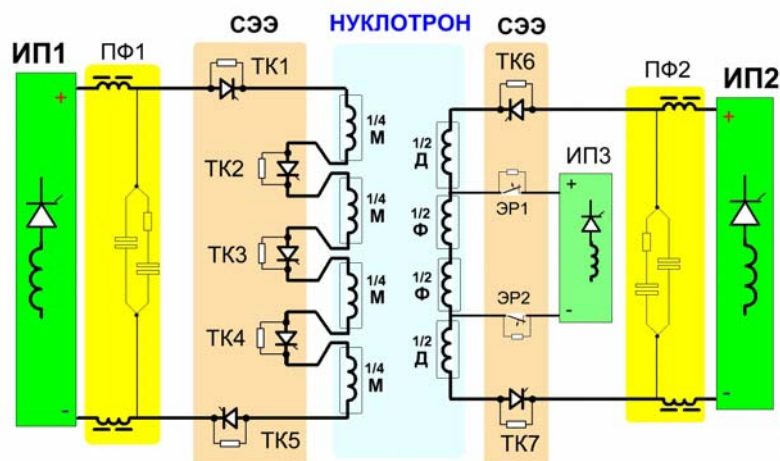 СЭЭ НУКЛОТРОН СЭЭ
ИП1 ПФ1 ТК1 ТК6 ПФ2 ИП2
+ +
1/4
М
1/2
Д
ИП3
ТК2
+
ЭР1
1/4
М
1/2
Ф
ТК3
1/4
М
1/2
Ф
ЭР2
-
ТК4
1/2
Д
1/4
М
- -
ТК5 ТК7